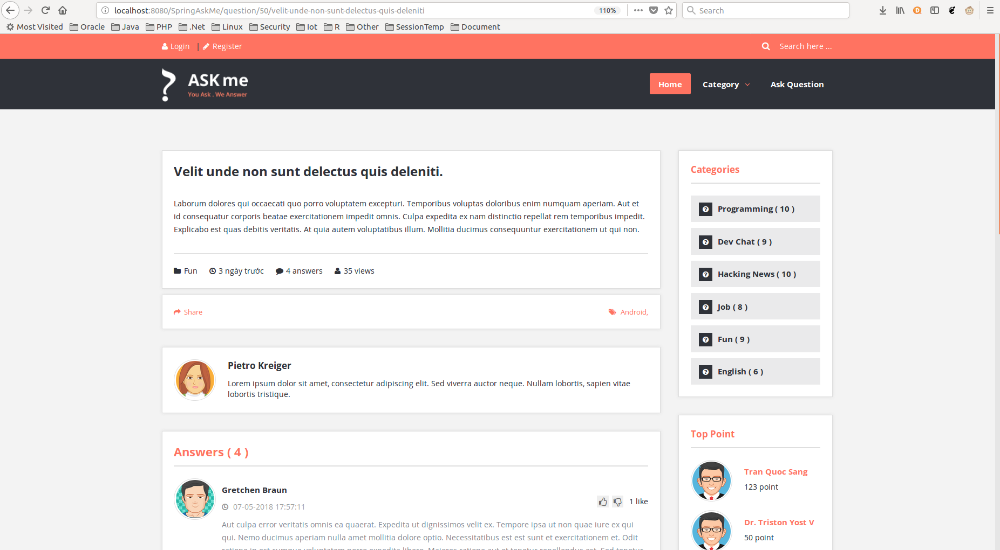 localhost:8080/SpringAskMe/question/50/velit-unde-non-sunt-delectus-quis-deleniti 110% Search
Most Visited Oracle Java PHP .Net Linux Security Iot R Other SessionTemp Document
Login | Register Search here ...
ASK me
You Ask . We Answer
Home Category Ask Question
Velit unde non sunt delectus quis deleniti.
Laborum dolores qui occaecati quo porro voluptatem excepturi. Temporibus voluptas doloribus enim numquam aperiam. Aut et
id consequatur corporis beatae exercitationem impedit omnis. Culpa expedita ex nam distinctio repellat rem temporibus impedit.
Explicabo est quas debitis veritatis. At quia autem voluptatibus illum. Mollitia ducimus consequuntur exercitationem ut qui non.
Fun 3 ngày trước 4 answers 35 views
Share Android,
Pietro Kreiger
Lorem ipsum dolor sit amet, consectetur adipiscing elit. Sed viverra auctor neque. Nullam lobortis, sapien vitae
lobortis tristique.
Answers ( 4 )
Gretchen Braun
07-05-2018 17:57:11
1 like
Aut culpa error veritatis omnis ea quaerat. Expedita ut dignissimos velit ex. Tempore ipsa ut non quae iure ex qui
qui. Nemo ducimus aperiam nulla amet mollitia dolore optio. Necessitatibus est est sunt et exercitationem et. Odit
Categories
Programming ( 10 )
Dev Chat ( 9 )
Hacking News ( 10 )
Job ( 8 )
Fun ( 9 )
English ( 6 )
Top Point
Tran Quoc Sang
123 point
Dr. Triston Yost V
50 point